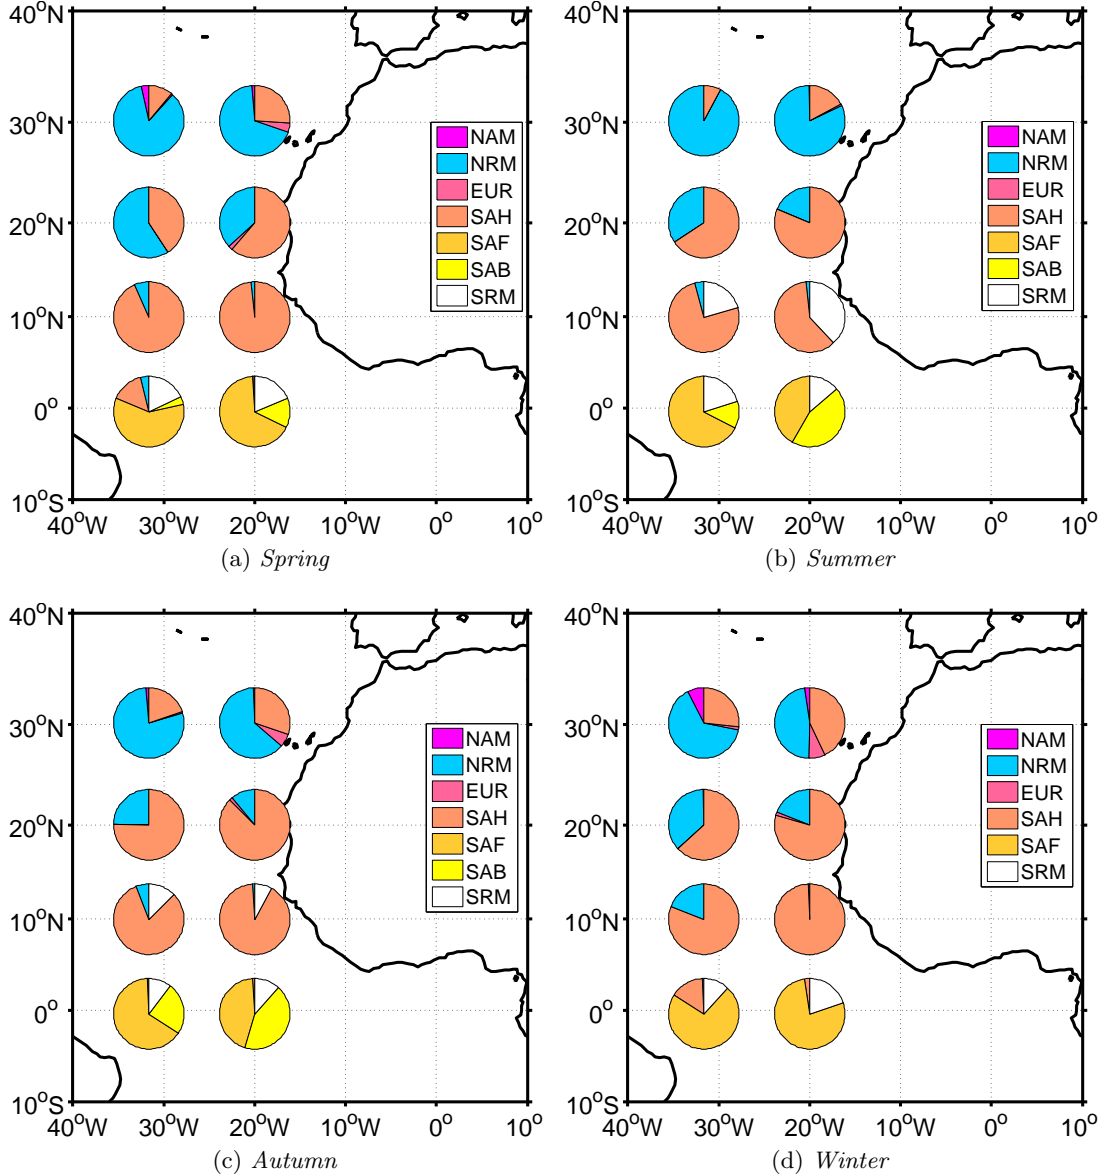 40°N
30°N
20°N
10°N
0°
10°S
40°W 30°W 20°W 10°W 0° 10°
NAM
NRM
EUR
SAH
SAF
SAB
SRM
(a) Spring
40°N
30°N
20°N
10°N
0°
10°S
40°W 30°W 20°W 10°W 0° 10°
NAM
NRM
EUR
SAH
SAF
SAB
SRM
(b) Summer
40°N
30°N
20°N
10°N
0°
10°S
40°W 30°W 20°W 10°W 0° 10°
NAM
NRM
EUR
SAH
SAF
SAB
SRM
(c) Autumn
40°N
30°N
20°N
10°N
0°
10°S
40°W 30°W 20°W 10°W 0° 10°
NAM
NRM
EUR
SAH
SAF
SRM
(d) Winter